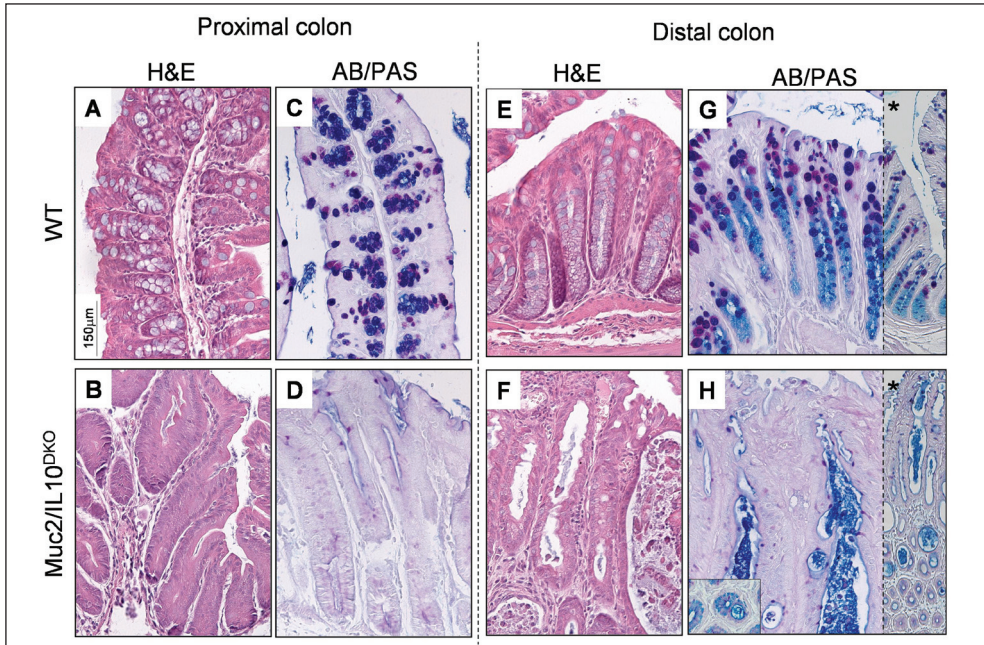 Proximal colon
Distal colon
H&E
AB/PAS
H&E
AB/PAS
WT
A
C
E
G
*
150µm
Muc2/IL10DKO
B
D
F
H
*